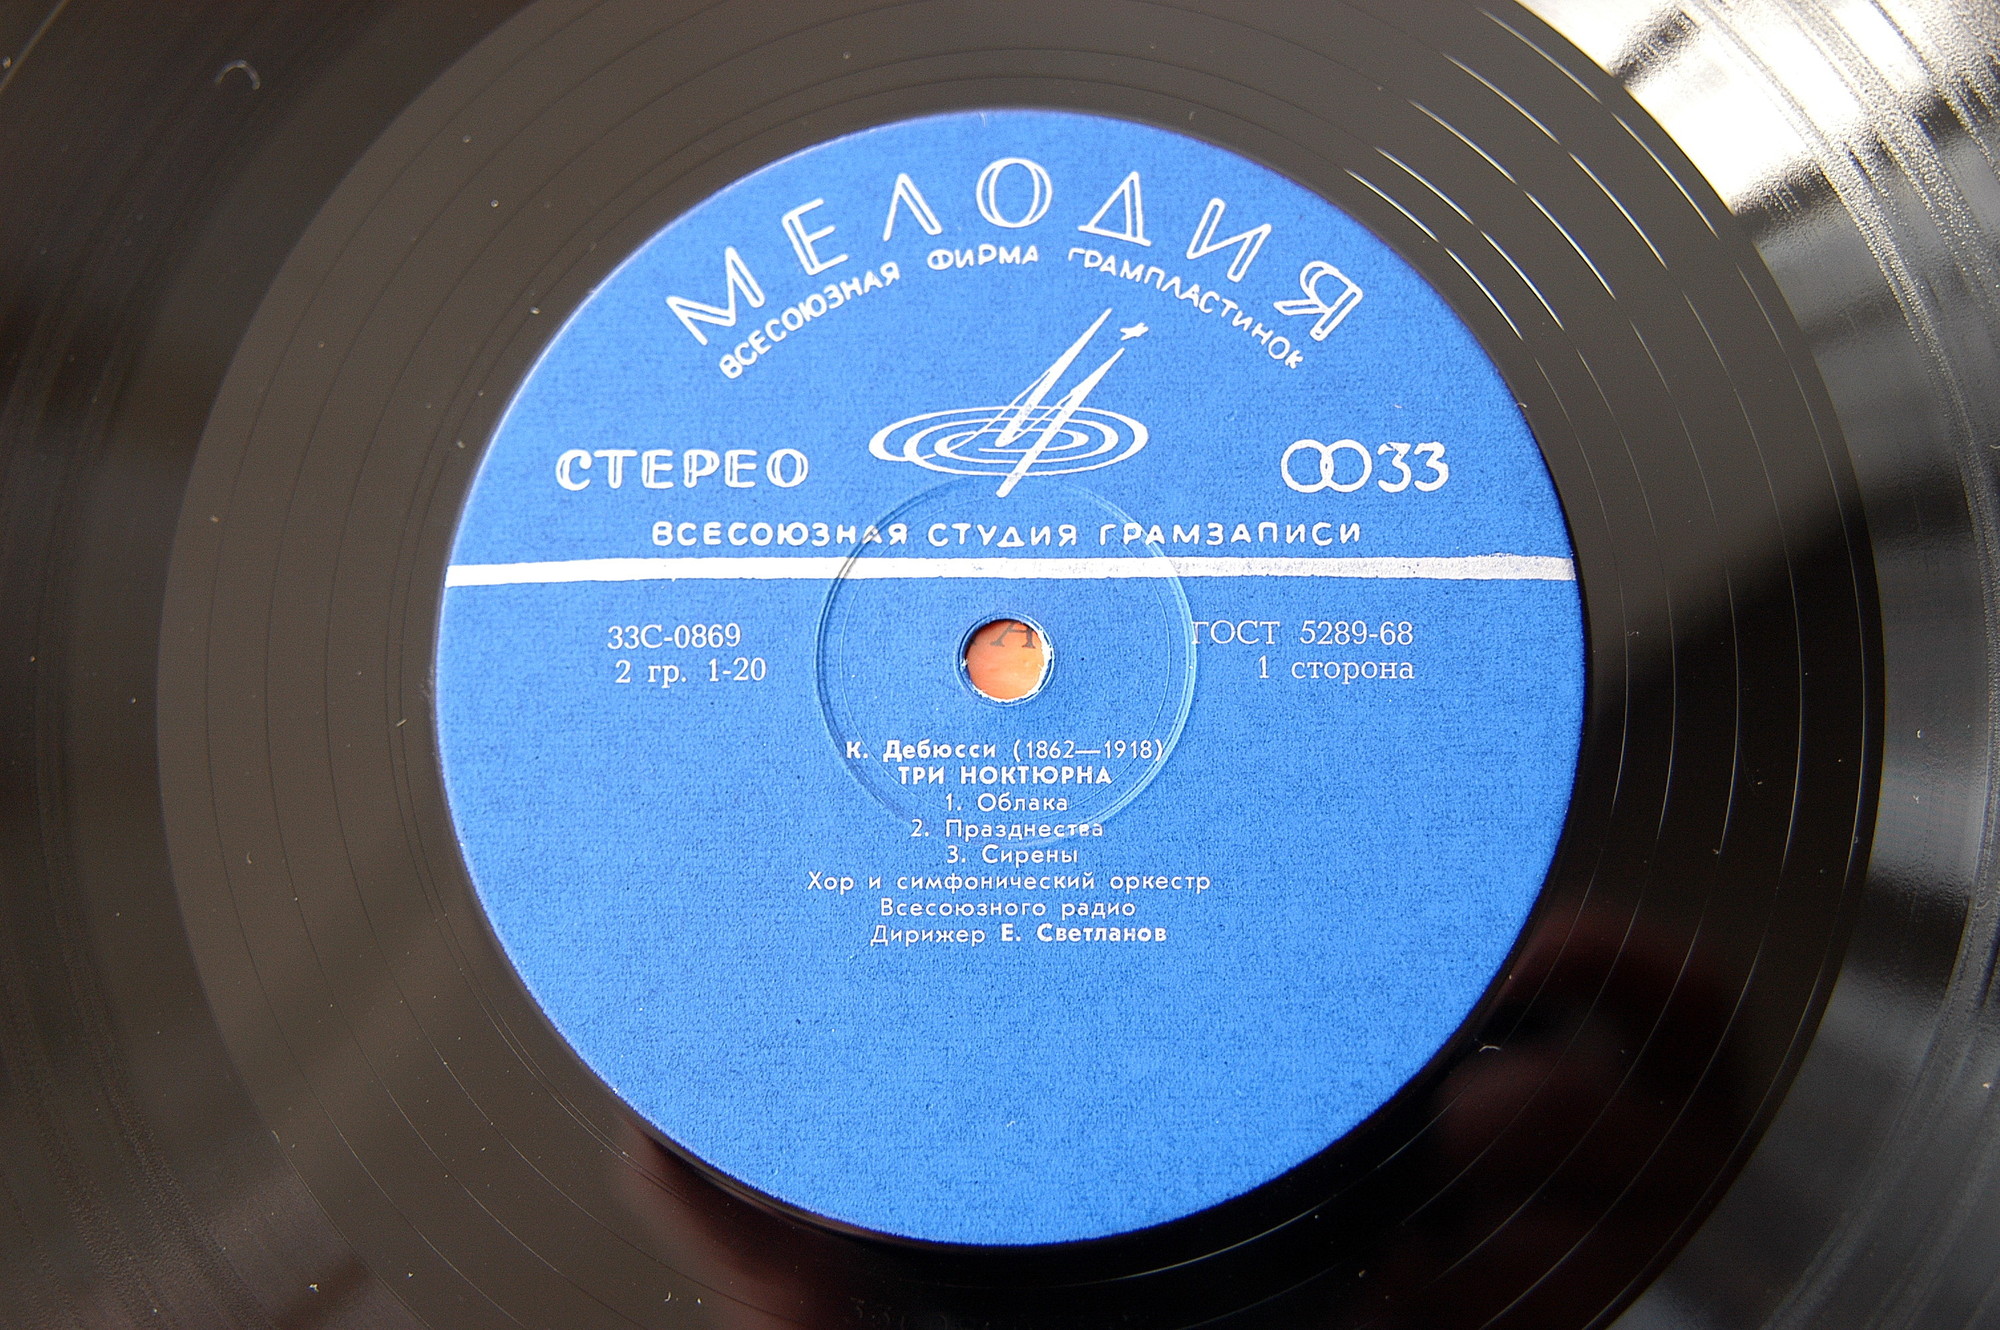 МЕЛОДИЯ
ВСЕСОЮЗНАЯ ФИРМА ГРАМПЛАСТИНОК
СТЕРЕО
33
ВСЕСОЮЗНАЯ СТУДИЯ ГРАМЗАПИСИ
33С-0869
ГОСТ 5289-68
2 гр. 1-20
1 сторона
А
К. Дебюсси (1862—1918)
ТРИ НОКТЮРНА
1. Облака
2. Празднества
3. Сирены
Хор и симфонический оркестр
Всесоюзного радио
Дирижер Е. Светланов